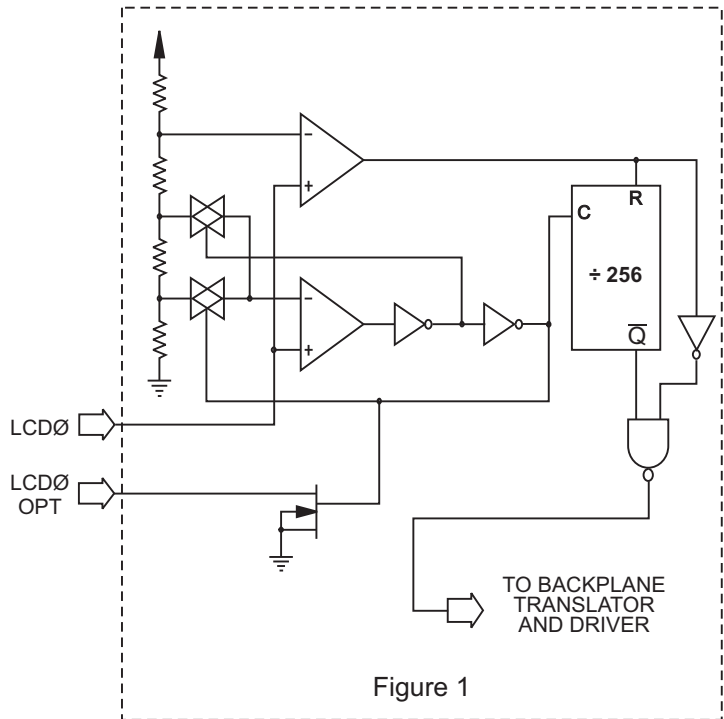 −
+
C
R
÷ 256
Q̅
−
+
LCDØ
LCDØ
OPT
TO BACKPLANE
TRANSLATOR
AND DRIVER
Figure 1